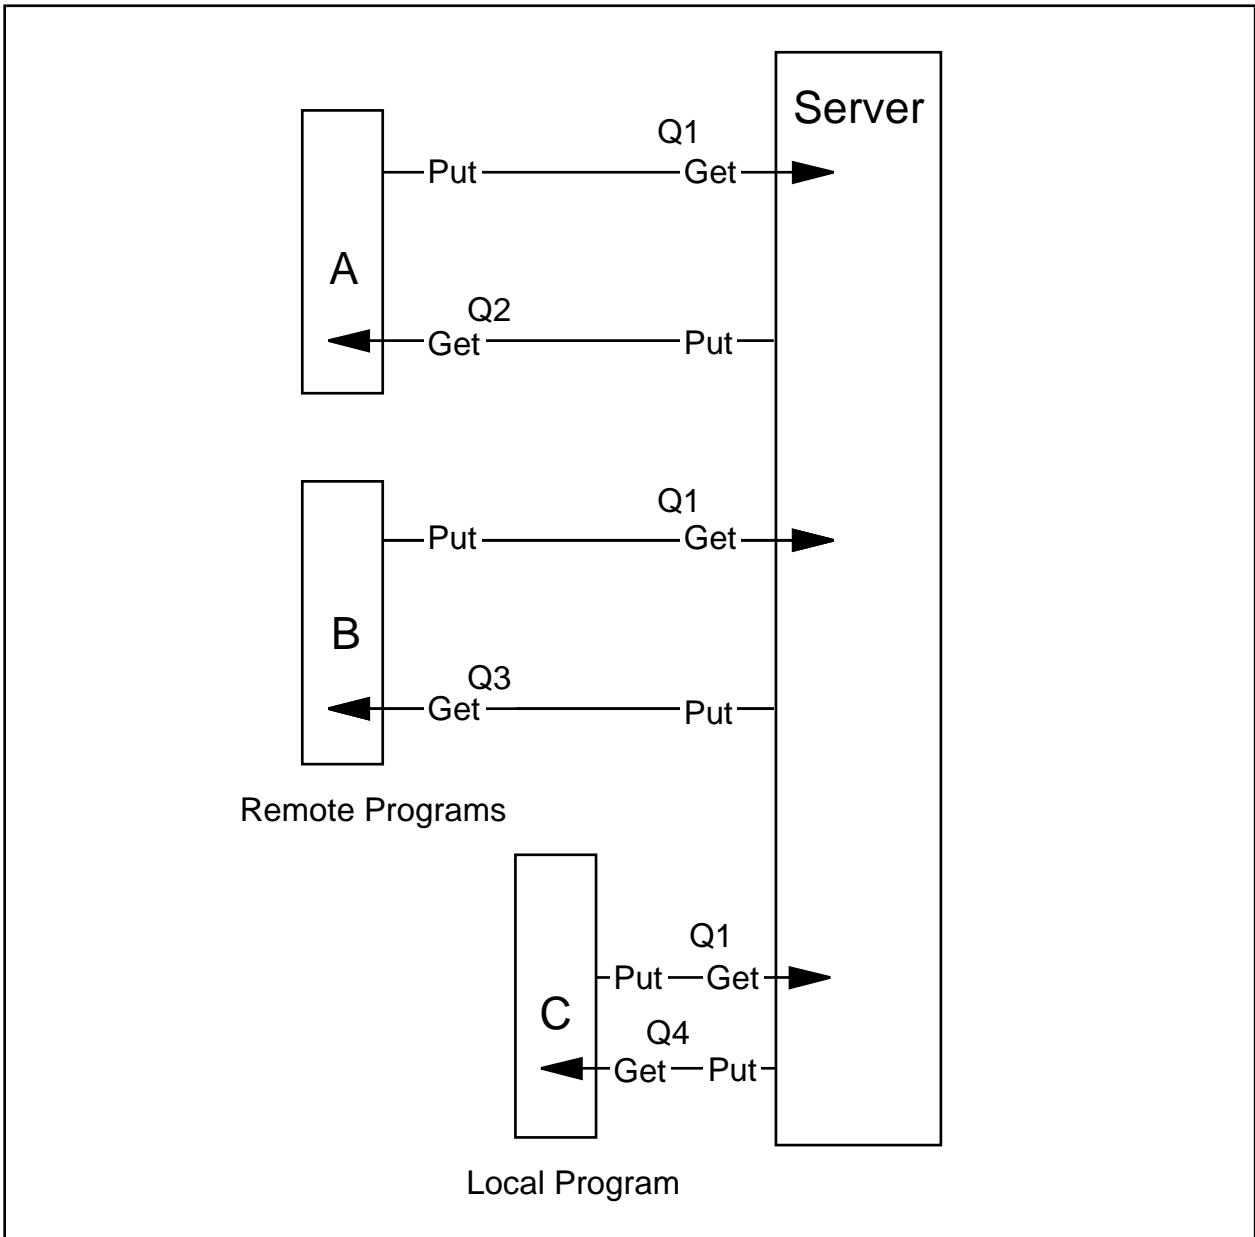 Server
Q1
Put Get
A
Q2
Get Put
Q1
Put Get
B
Q3
Get Put
Remote Programs
Q1
Put Get
C
Q4
Get Put
Local Program